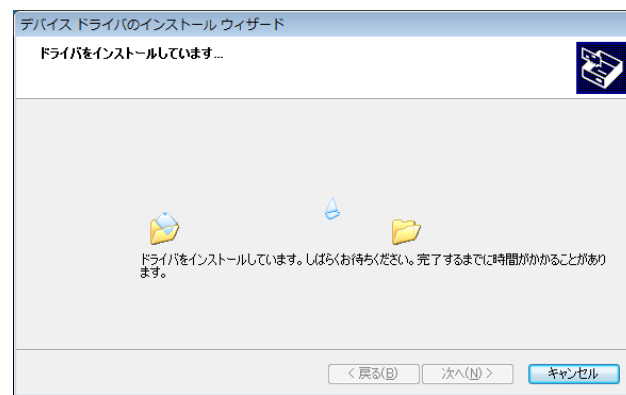 デバイス ドライバのインストール ウィザード
ドライバをインストールしています...
ドライバをインストールしています。しばらくお待ちください。完了するまでに時間がかかることがあり
ます。
< 戻る(B)
次へ(N) >
キャンセル